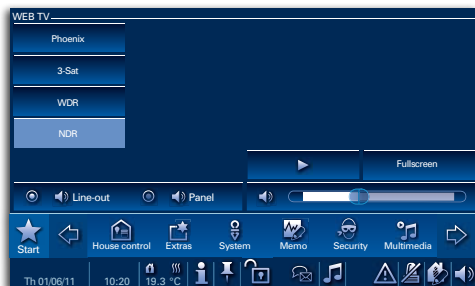 WEB TV
Phoenix
3-Sat
WDR
NDR
Fullscreen
Line-out Panel
Start House control Extras System Memo Security Multimedia
Th 01/06/11 10:20 19.3 °C